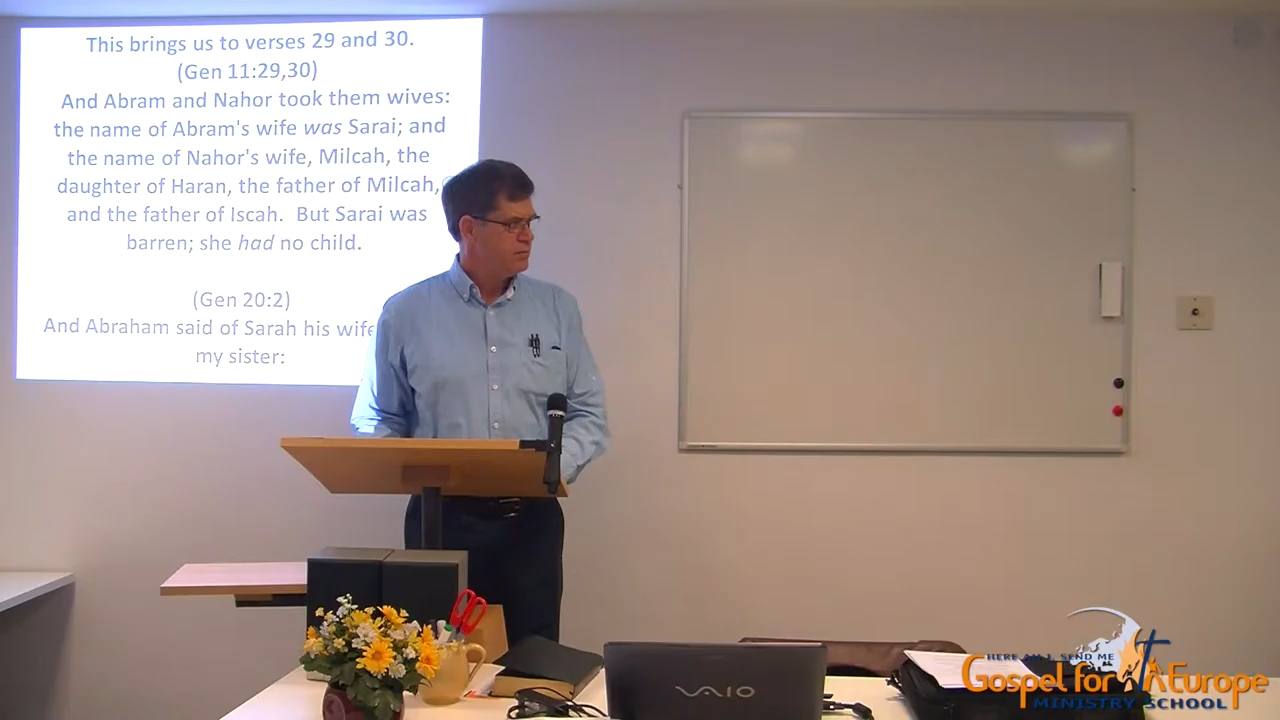 This brings us to verses 29 and 30.
(Gen 11:29,30)
And Abram and Nahor took them wives:
the name of Abram's wife was Sarai; and
the name of Nahor's wife, Milcah, the
daughter of Haran, the father of Milcah,
and the father of Iscah.  But Sarai was
barren; she had no child.
(Gen 20:2)
And Abraham said of Sarah his wife
my sister:
VAIO
HERE AM I, SEND ME
Gospel for Europe
MINISTRY SCHOOL